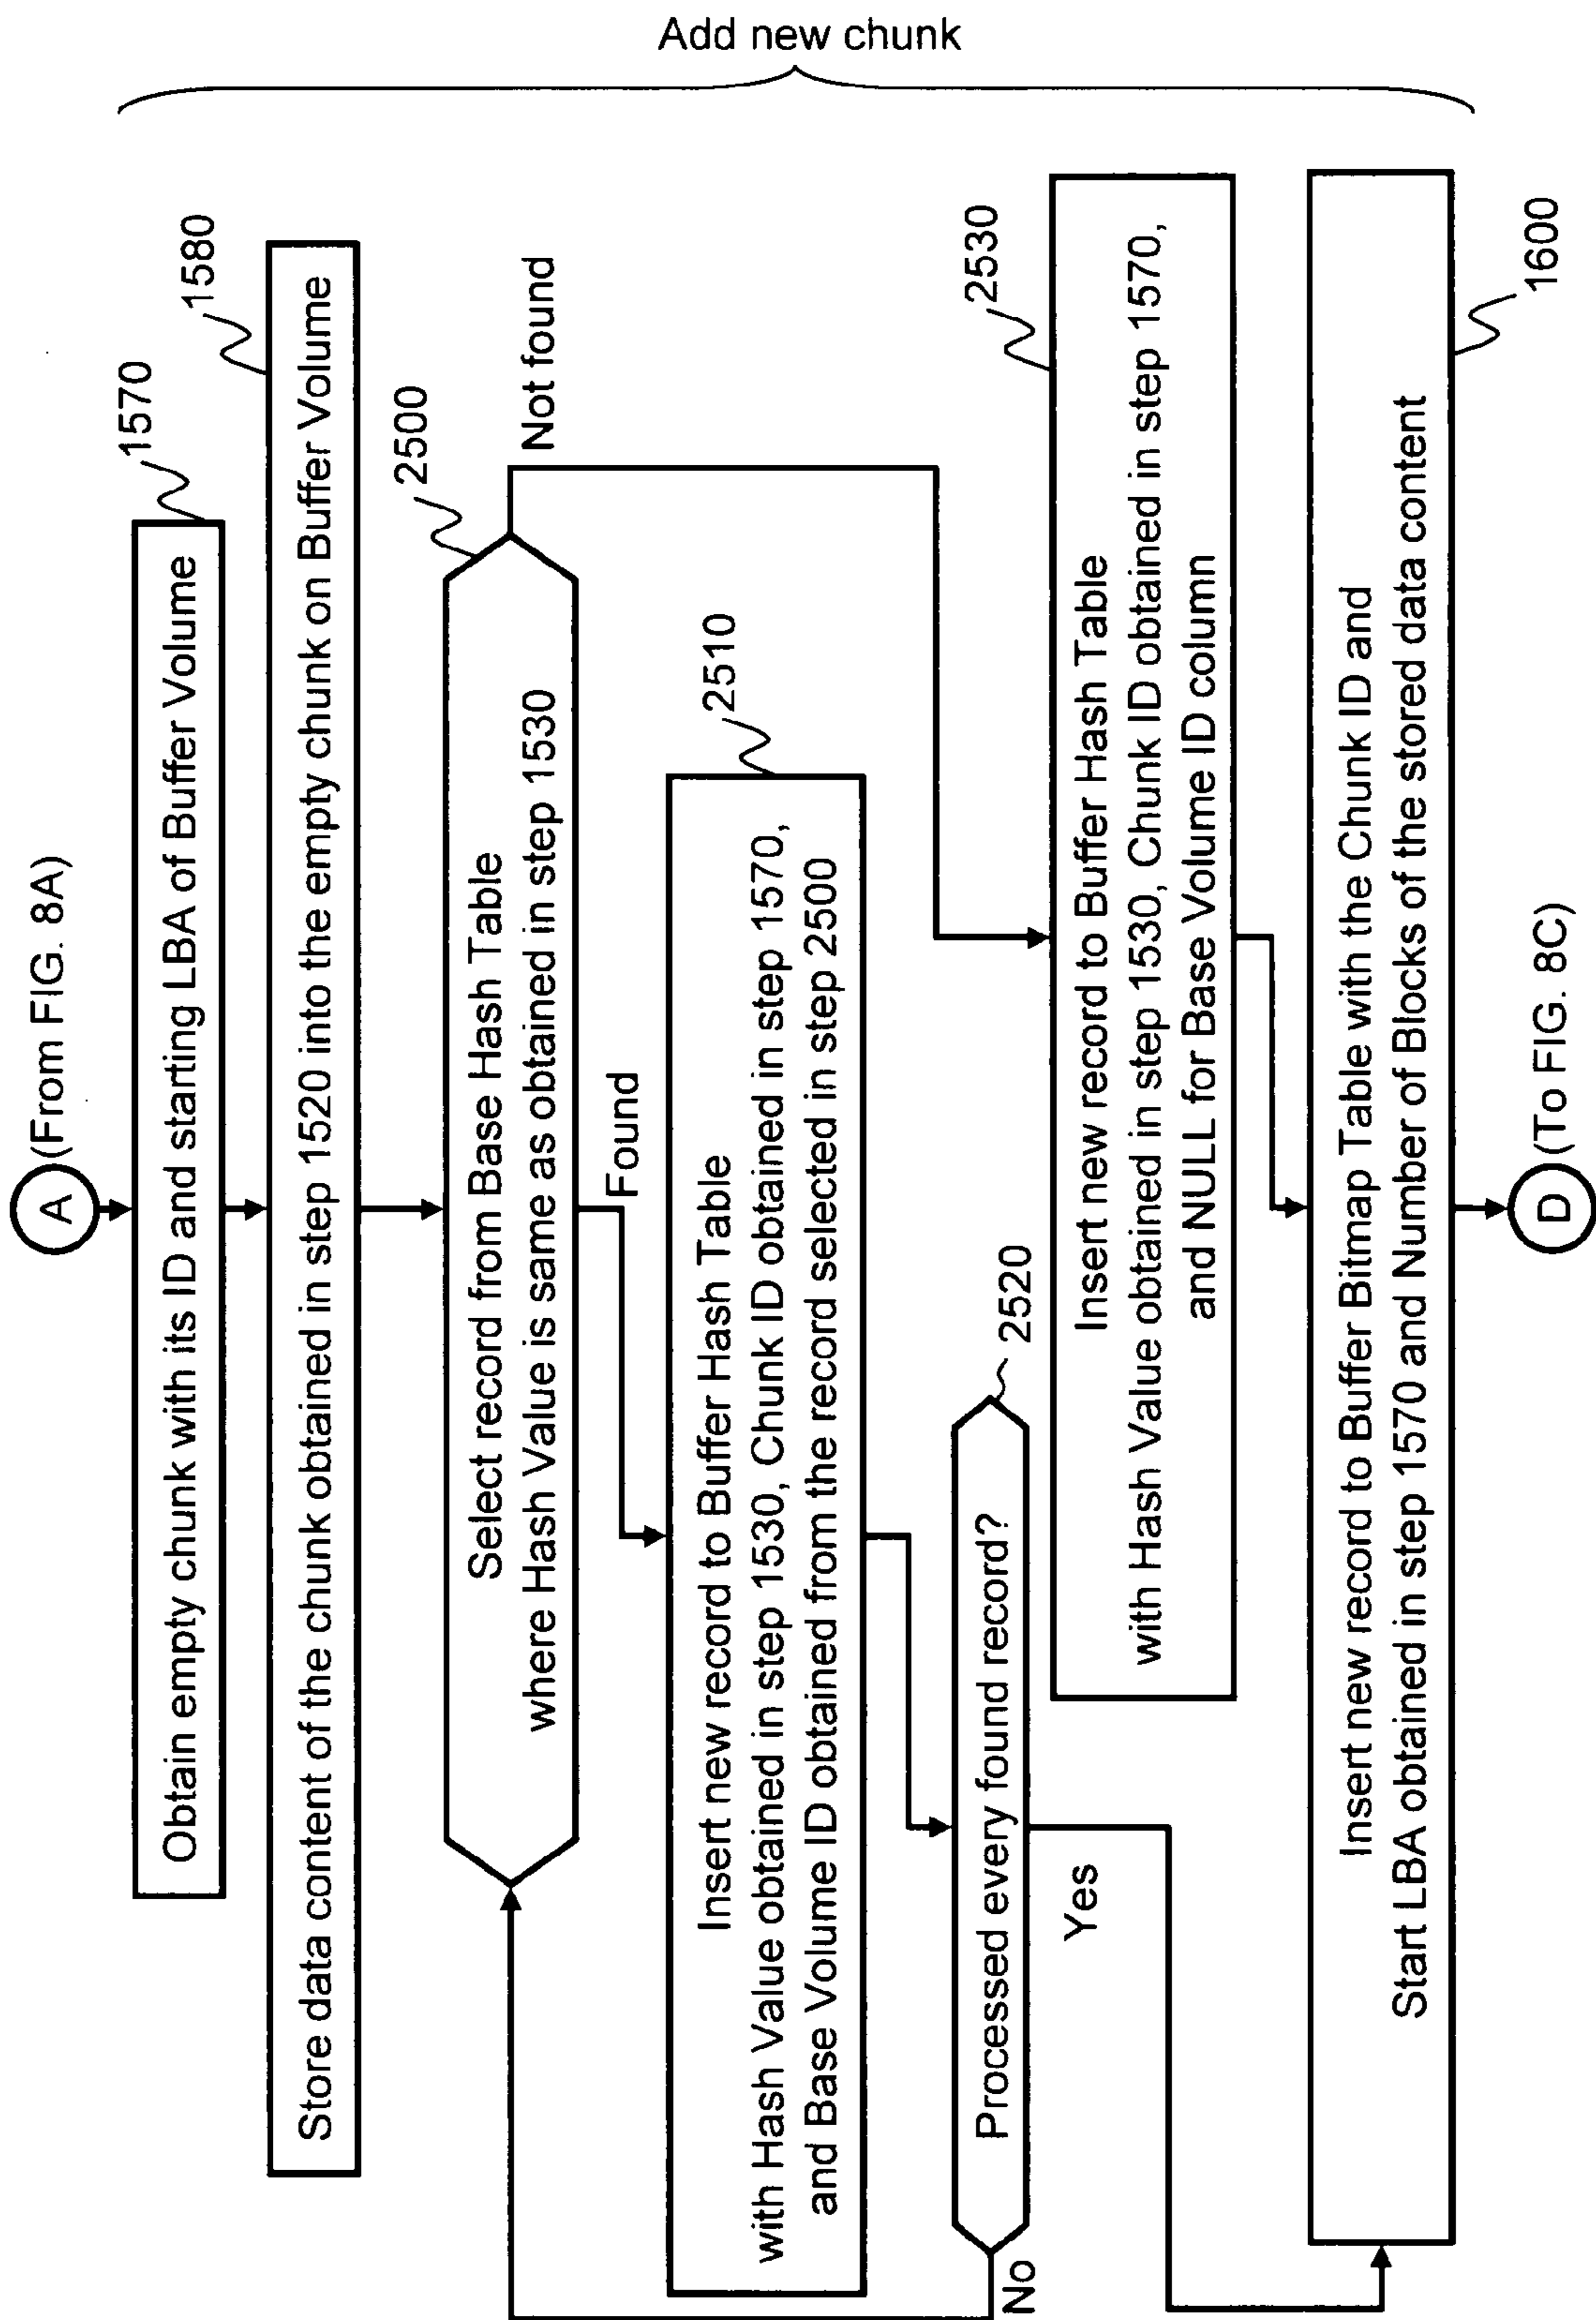 Add new chunk
A (From FIG. 8A)
1570
Obtain empty chunk with its ID and starting LBA of Buffer Volume
1580
Store data content of the chunk obtained in step 1520 into the empty chunk on Buffer Volume
2500
Select record from Base Hash Table
where Hash Value is same as obtained in step 1530
Not found
Found
2510
Insert new record to Buffer Hash Table
with Hash Value obtained in step 1530, Chunk ID obtained in step 1570,
and Base Volume ID obtained from the record selected in step 2500
2520
Processed every found record?
No
Yes
2530
Insert new record to Buffer Hash Table
with Hash Value obtained in step 1530, Chunk ID obtained in step 1570,
and NULL for Base Volume ID column
Insert new record to Buffer Bitmap Table with the Chunk ID and
Start LBA obtained in step 1570 and Number of Blocks of the stored data content
1600
D (To FIG. 8C)